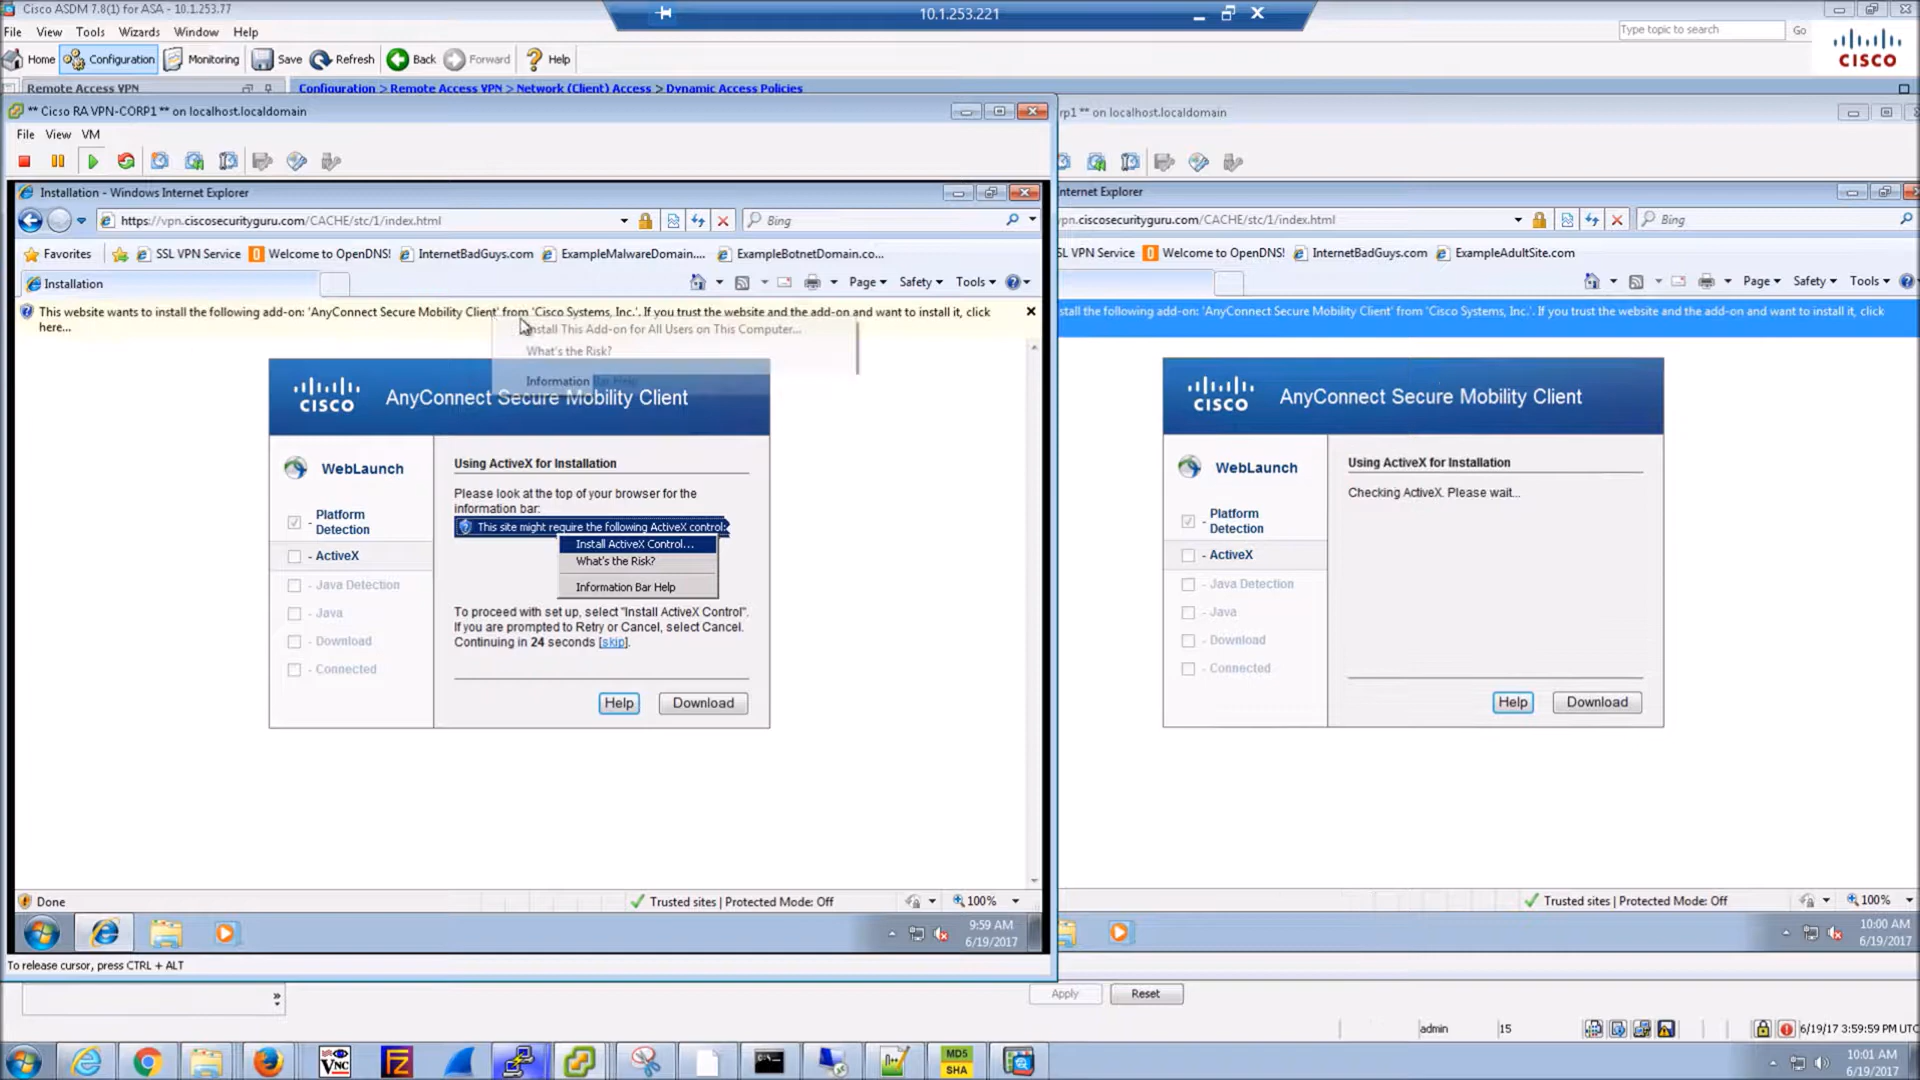 Cisco ASDM 7.8(1) for ASA - 10.1.253.77
10.1.253.221
File View Tools Wizards Window Help
Type topic to search Go
CISCO
Home Configuration Monitoring Save Refresh Back Forward Help
Remote Access VPN
Configuration > Remote Access VPN > Network (Client) Access > Dynamic Access Policies
** Cicso RA VPN-CORP1 ** on localhost.localdomain
File View VM
Installation - Windows Internet Explorer
https://vpn.ciscosecurityguru.com/CACHE/stc/1/index.html
Bing
Favorites SSL VPN Service Welcome to OpenDNS! InternetBadGuys.com ExampleMalwareDomain.... ExampleBotnetDomain.co...
Installation
Page Safety Tools
This website wants to install the following add-on: 'AnyConnect Secure Mobility Client' from 'Cisco Systems, Inc.'. If you trust the website and the add-on and want to install it, click
here...
Install This Add-on for All Users on This Computer...
What's the Risk?
Information Bar Help
CISCO
AnyConnect Secure Mobility Client
WebLaunch
- Platform
Detection
- ActiveX
- Java Detection
- Java
- Download
- Connected
Using ActiveX for Installation
Please look at the top of your browser for the
information bar:
This site might require the following ActiveX control:
Install ActiveX Control...
What's the Risk?
Information Bar Help
To proceed with set up, select "Install ActiveX Control".
If you are prompted to Retry or Cancel, select Cancel.
Continuing in 24 seconds [skip].
Help Download
Done
Trusted sites | Protected Mode: Off
100%
9:59 AM
6/19/2017
To release cursor, press CTRL + ALT
rp1 ** on localhost.localdomain
nternet Explorer
pn.ciscosecurityguru.com/CACHE/stc/1/index.html
Bing
SL VPN Service Welcome to OpenDNS! InternetBadGuys.com ExampleAdultSite.com
Page Safety Tools
stall the following add-on: 'AnyConnect Secure Mobility Client' from 'Cisco Systems, Inc.'. If you trust the website and the add-on and want to install it, click
CISCO
AnyConnect Secure Mobility Client
WebLaunch
- Platform
Detection
- ActiveX
- Java Detection
- Java
- Download
- Connected
Using ActiveX for Installation
Checking ActiveX. Please wait...
Help Download
Trusted sites | Protected Mode: Off
100%
10:00 AM
6/19/2017
Apply Reset
admin 15
6/19/17 3:59:59 PM UTC
VNC
FZ
MD5
SHA
10:01 AM
6/19/2017